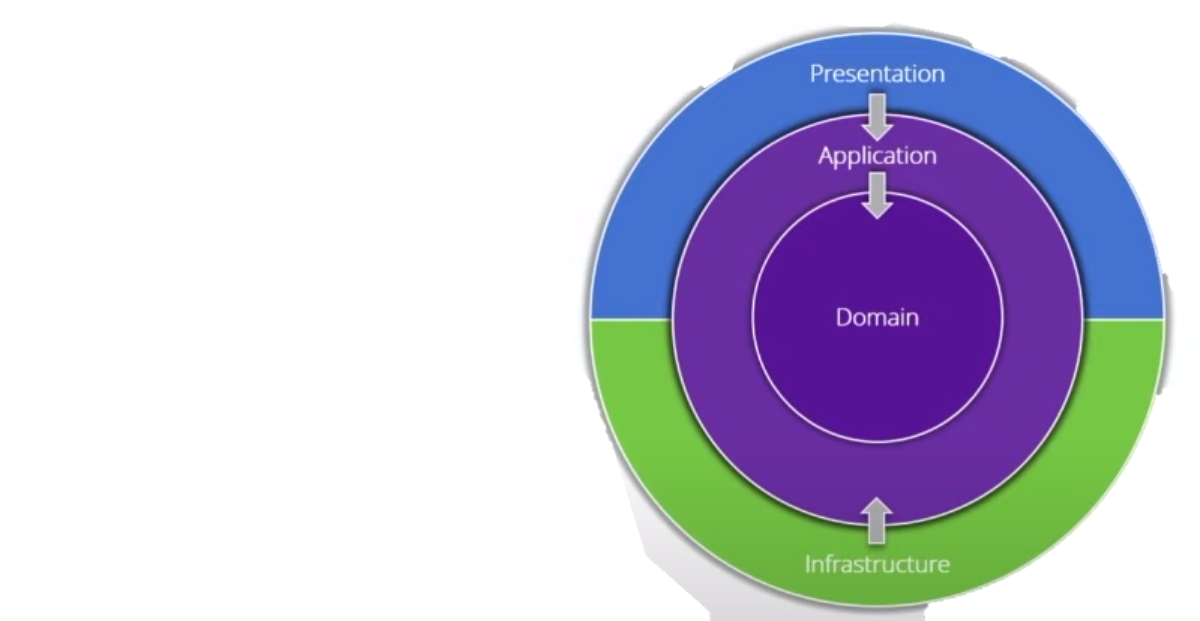 Presentation
Application
Domain
Infrastructure